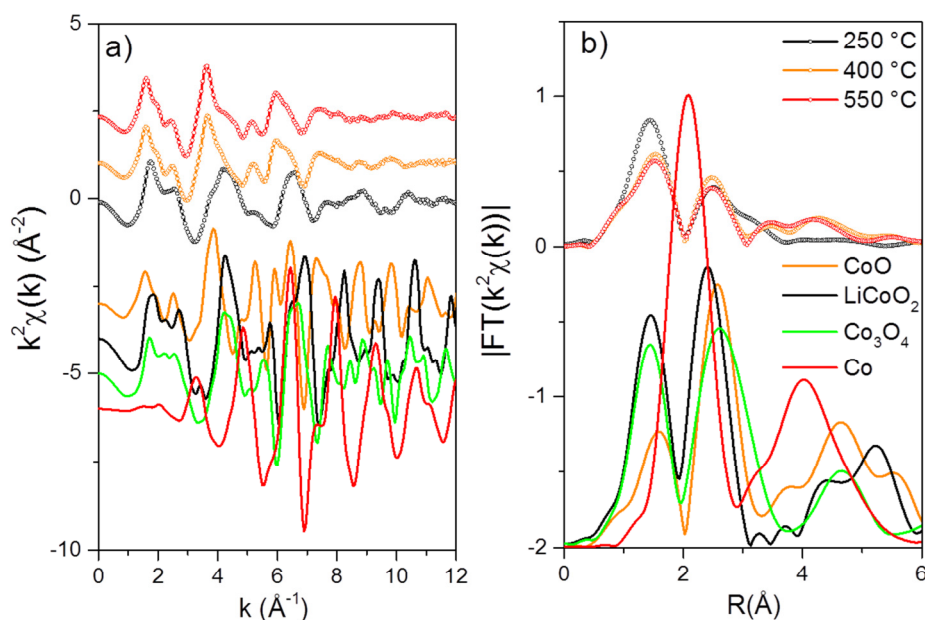 a)
5
0
-5
-10
k²χ(k) (Å⁻²)
0 2 4 6 8 10 12
k (Å⁻¹)
b)
250 °C
400 °C
550 °C
1
0
-1
-2
|FT(k²χ(k))|
CoO
LiCoO₂
Co₃O₄
Co
0 2 4 6
R(Å)